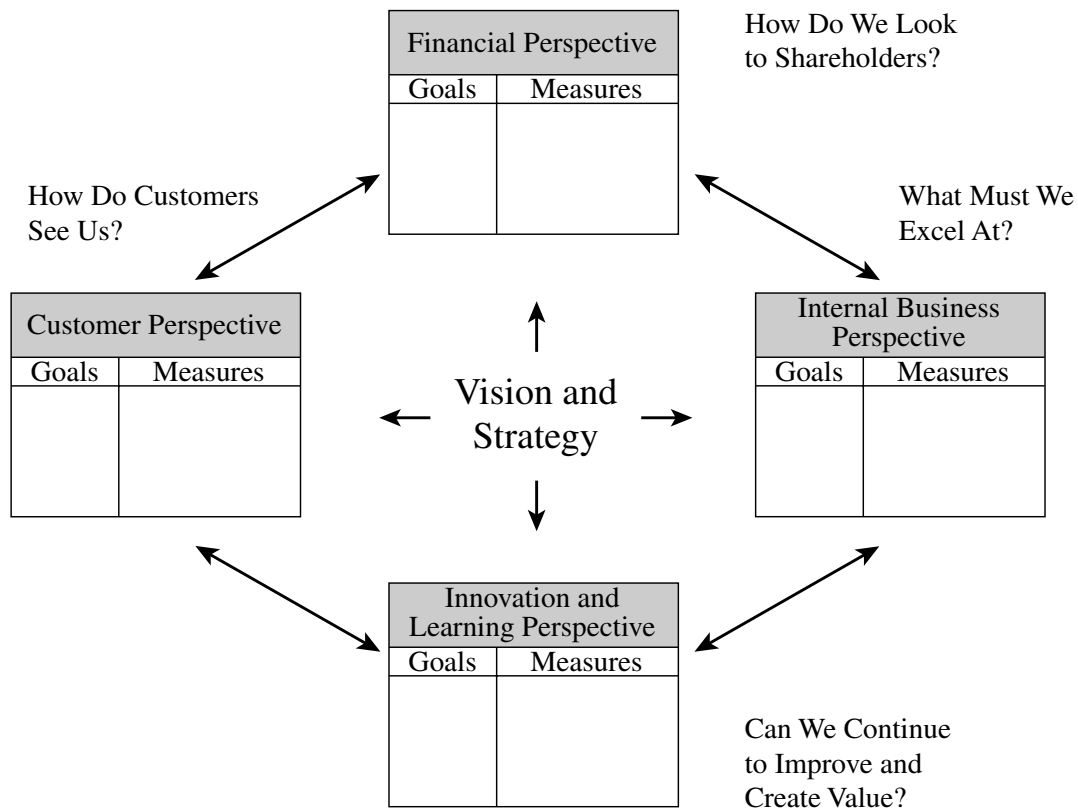 Financial Perspective
Goals Measures
How Do We Look
to Shareholders?
How Do Customers
See Us?
What Must We
Excel At?
Customer Perspective
Goals Measures
Vision and
Strategy
Internal Business
Perspective
Goals Measures
Innovation and
Learning Perspective
Goals Measures
Can We Continue
to Improve and
Create Value?